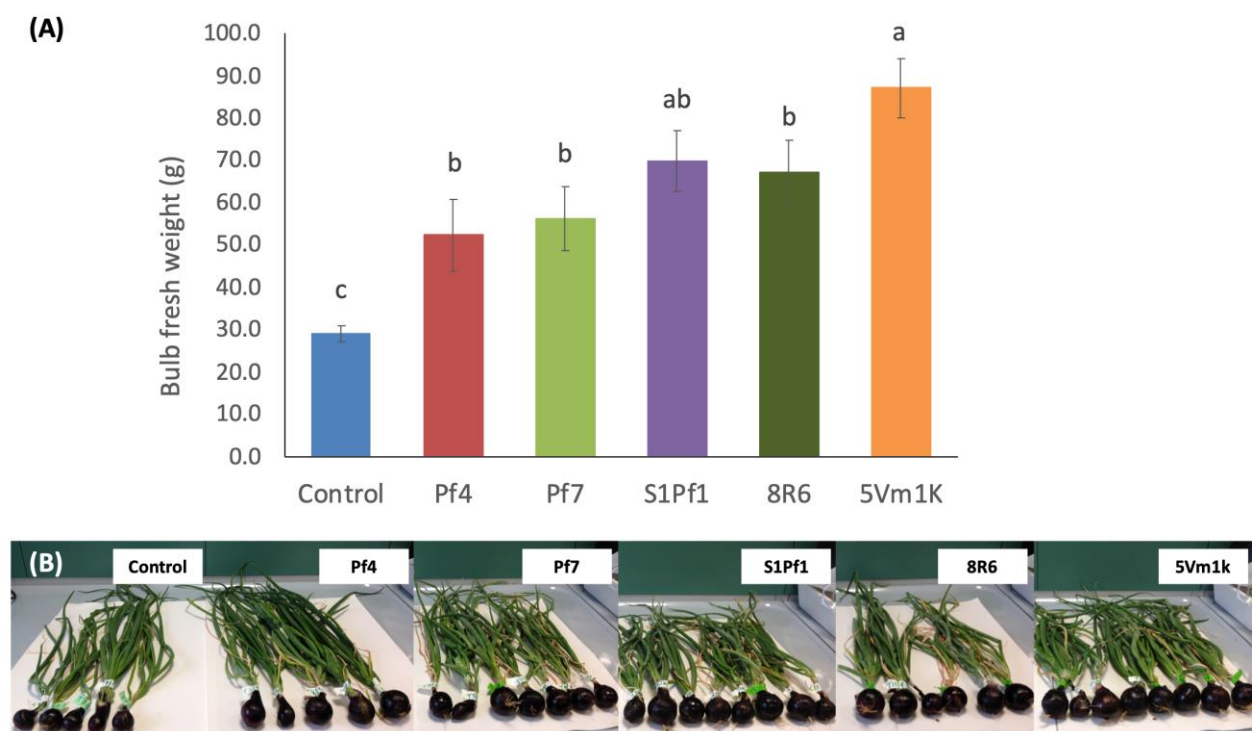 (A)
Bulb fresh weight (g)
100.0
90.0
80.0
70.0
60.0
50.0
40.0
30.0
20.0
10.0
0.0
c
b
b
ab
b
a
Control Pf4 Pf7 S1Pf1 8R6 5Vm1K
(B) Control Pf4 Pf7 S1Pf1 8R6 5Vm1k